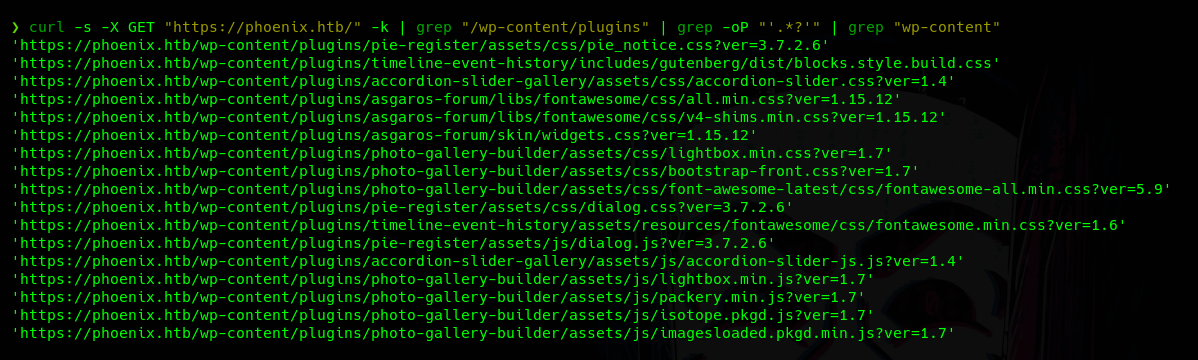 ❯ curl -s -X GET "https://phoenix.htb/" -k | grep "/wp-content/plugins" | grep -oP "'.*?'" | grep "wp-content"
'https://phoenix.htb/wp-content/plugins/pie-register/assets/css/pie_notice.css?ver=3.7.2.6'
'https://phoenix.htb/wp-content/plugins/timeline-event-history/includes/gutenberg/dist/blocks.style.build.css'
'https://phoenix.htb/wp-content/plugins/accordion-slider-gallery/assets/css/accordion-slider.css?ver=1.4'
'https://phoenix.htb/wp-content/plugins/asgaros-forum/libs/fontawesome/css/all.min.css?ver=1.15.12'
'https://phoenix.htb/wp-content/plugins/asgaros-forum/libs/fontawesome/css/v4-shims.min.css?ver=1.15.12'
'https://phoenix.htb/wp-content/plugins/asgaros-forum/skin/widgets.css?ver=1.15.12'
'https://phoenix.htb/wp-content/plugins/photo-gallery-builder/assets/css/lightbox.min.css?ver=1.7'
'https://phoenix.htb/wp-content/plugins/photo-gallery-builder/assets/css/bootstrap-front.css?ver=1.7'
'https://phoenix.htb/wp-content/plugins/photo-gallery-builder/assets/css/font-awesome-latest/css/fontawesome-all.min.css?ver=5.9'
'https://phoenix.htb/wp-content/plugins/pie-register/assets/css/dialog.css?ver=3.7.2.6'
'https://phoenix.htb/wp-content/plugins/timeline-event-history/assets/resources/fontawesome/css/fontawesome.min.css?ver=1.6'
'https://phoenix.htb/wp-content/plugins/pie-register/assets/js/dialog.js?ver=3.7.2.6'
'https://phoenix.htb/wp-content/plugins/accordion-slider-gallery/assets/js/accordion-slider-js.js?ver=1.4'
'https://phoenix.htb/wp-content/plugins/photo-gallery-builder/assets/js/lightbox.min.js?ver=1.7'
'https://phoenix.htb/wp-content/plugins/photo-gallery-builder/assets/js/packery.min.js?ver=1.7'
'https://phoenix.htb/wp-content/plugins/photo-gallery-builder/assets/js/isotope.pkgd.js?ver=1.7'
'https://phoenix.htb/wp-content/plugins/photo-gallery-builder/assets/js/imagesloaded.pkgd.min.js?ver=1.7'